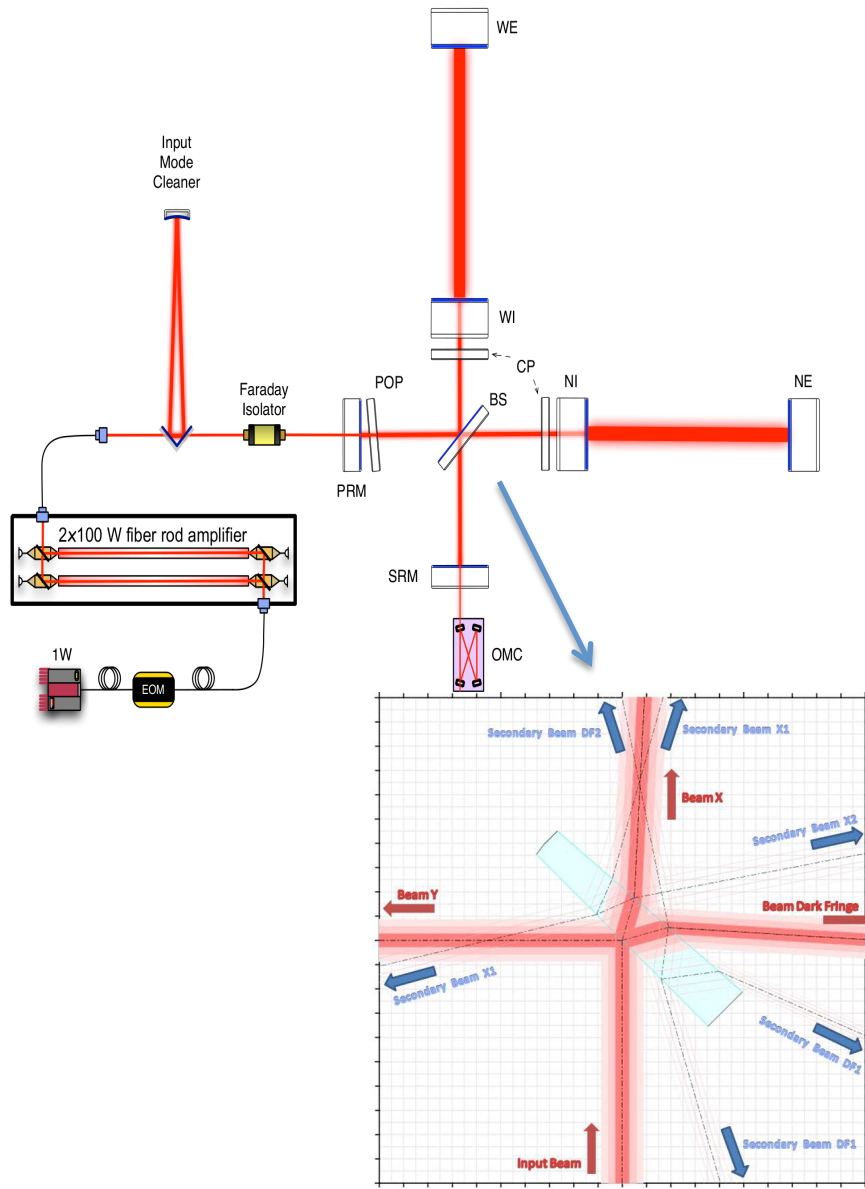 WE
Input
Mode
Cleaner
WI
CP
POP
BS
NI
NE
Faraday
Isolator
PRM
2x100 W fiber rod amplifier
SRM
1W
EOM
OMC
Secondary Beam DF2
Secondary Beam X1
Beam X
Secondary Beam X2
Beam Y
Beam Dark Fringe
Secondary Beam X1
Secondary Beam DF1
Input Beam
Secondary Beam DF1